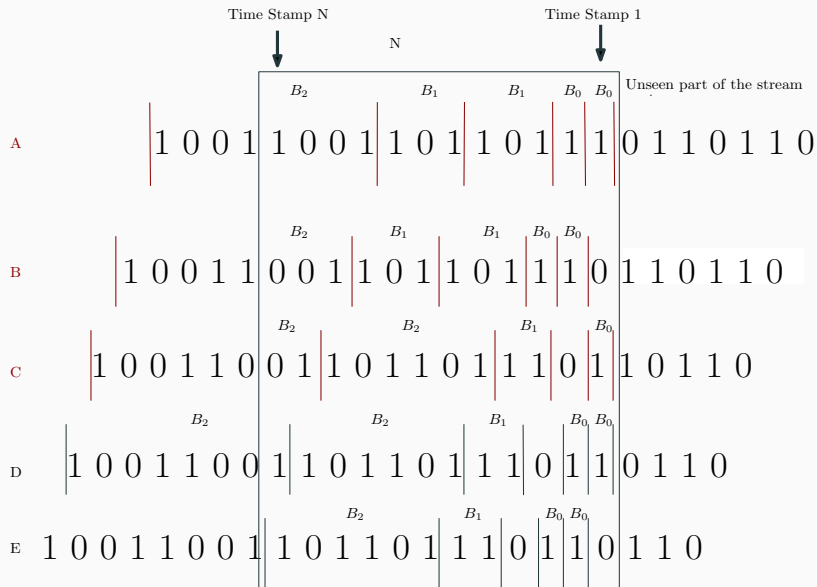 Time Stamp N Time Stamp 1
N
Unseen part of the stream
B₂ B₁ B₁ B₀ B₀
A 1 0 0 1 1 0 0 1 1 0 1 1 0 1 1 1 0 1 1 0 1 1 0
B₂ B₁ B₁ B₀ B₀
B 1 0 0 1 1 0 0 1 1 0 1 1 0 1 1 1 0 1 1 0 1 1 0
B₂ B₂ B₁ B₀
C 1 0 0 1 1 0 0 1 1 0 1 1 0 1 1 1 0 1 1 0 1 1 0
B₂ B₂ B₁ B₀ B₀
D 1 0 0 1 1 0 0 1 1 0 1 1 0 1 1 1 0 1 1 0 1 1 0
B₂ B₁ B₀ B₀
E 1 0 0 1 1 0 0 1 1 0 1 1 0 1 1 1 0 1 1 0 1 1 0